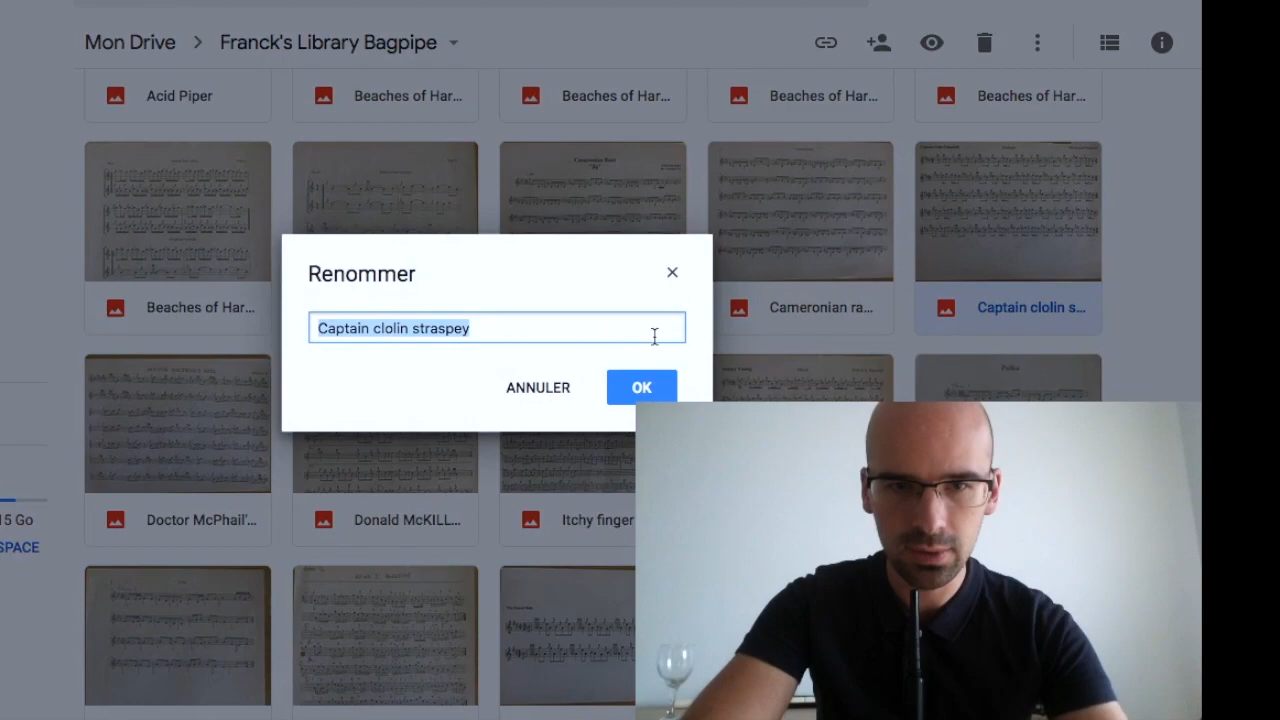 Mon Drive > Franck's Library Bagpipe
Acid Piper
Beaches of Har...
Beaches of Har...
Beaches of Har...
Beaches of Har...
Beaches of Har...
Cameronian ra...
Captain clolin s...
Renommer
Captain clolin straspey
ANNULER
OK
Polka
Doctor McPhail'...
Donald McKILL...
Itchy finger
15 Go
SPACE